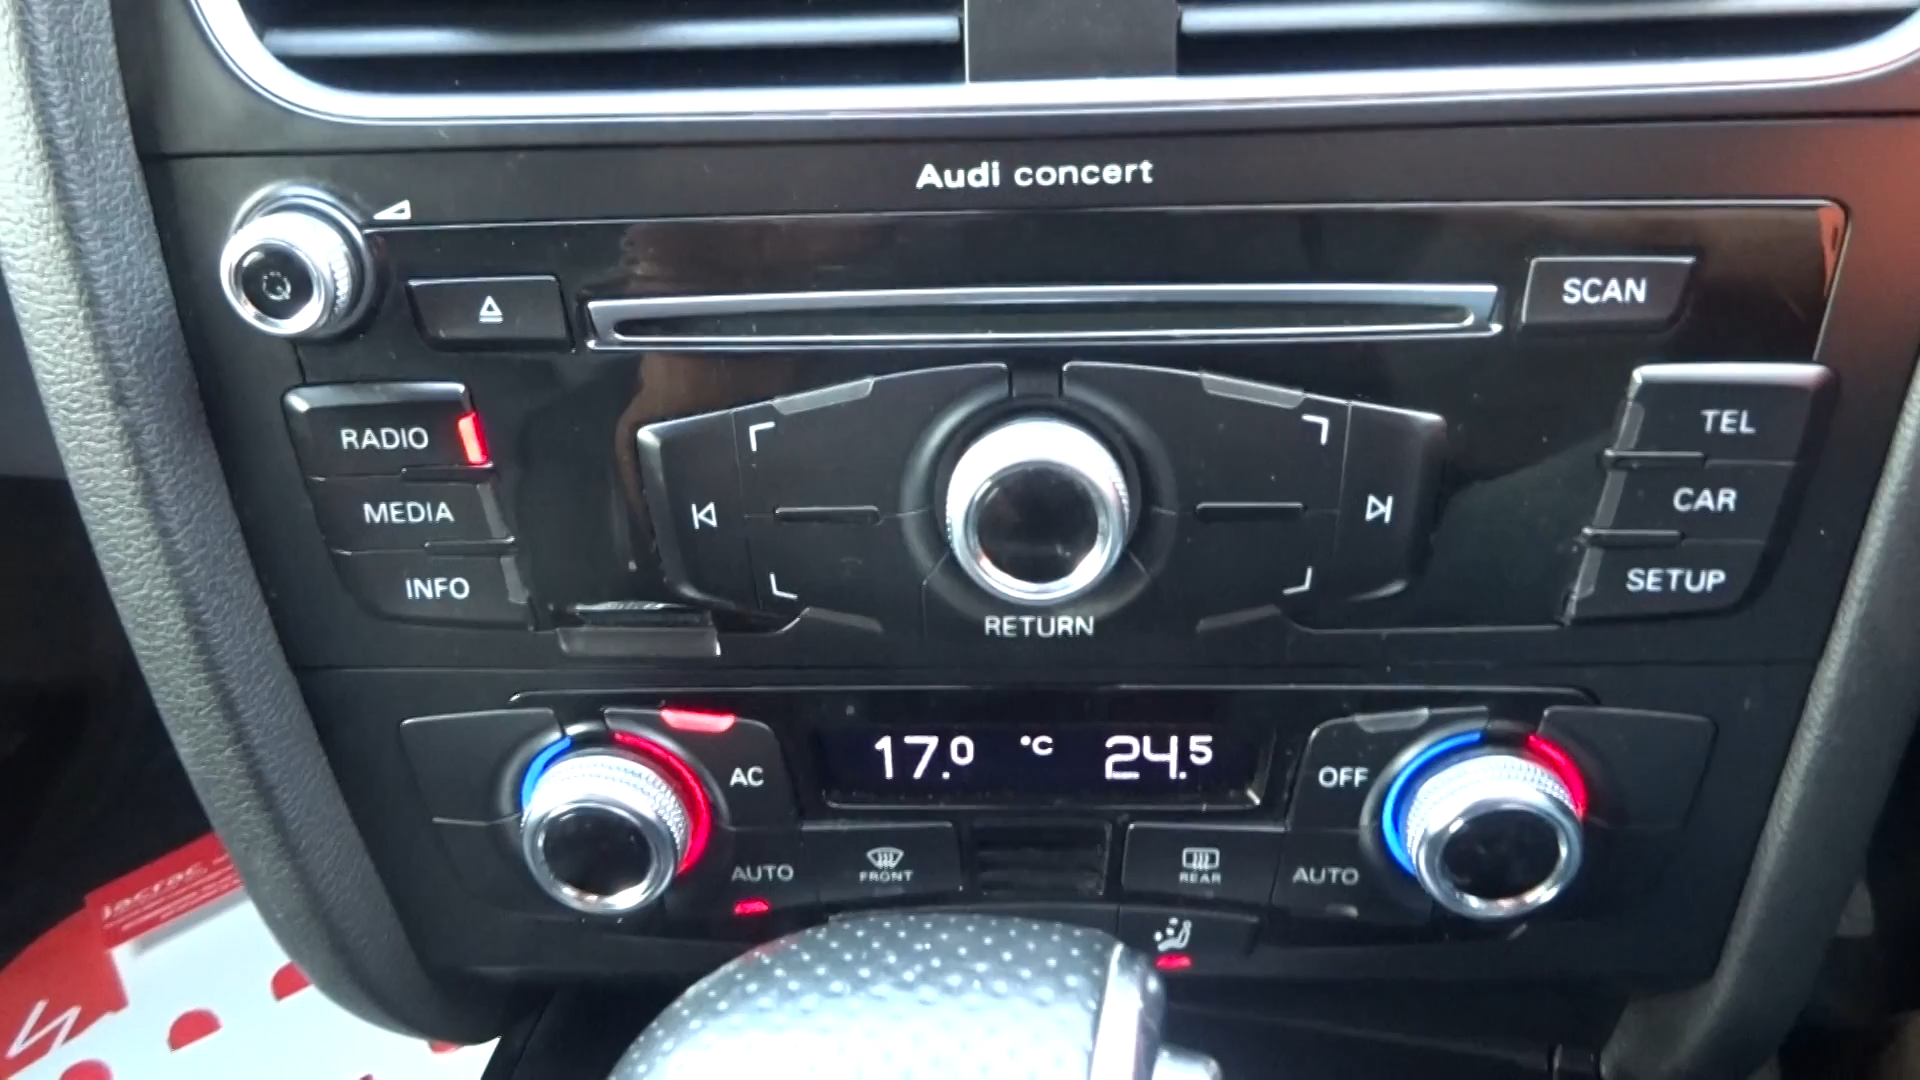 Audi concert
SCAN
RADIO
TEL
MEDIA
CAR
INFO
SETUP
RETURN
AC
17.0 °C 24.5
OFF
AUTO
FRONT
REAR
AUTO
jacrac